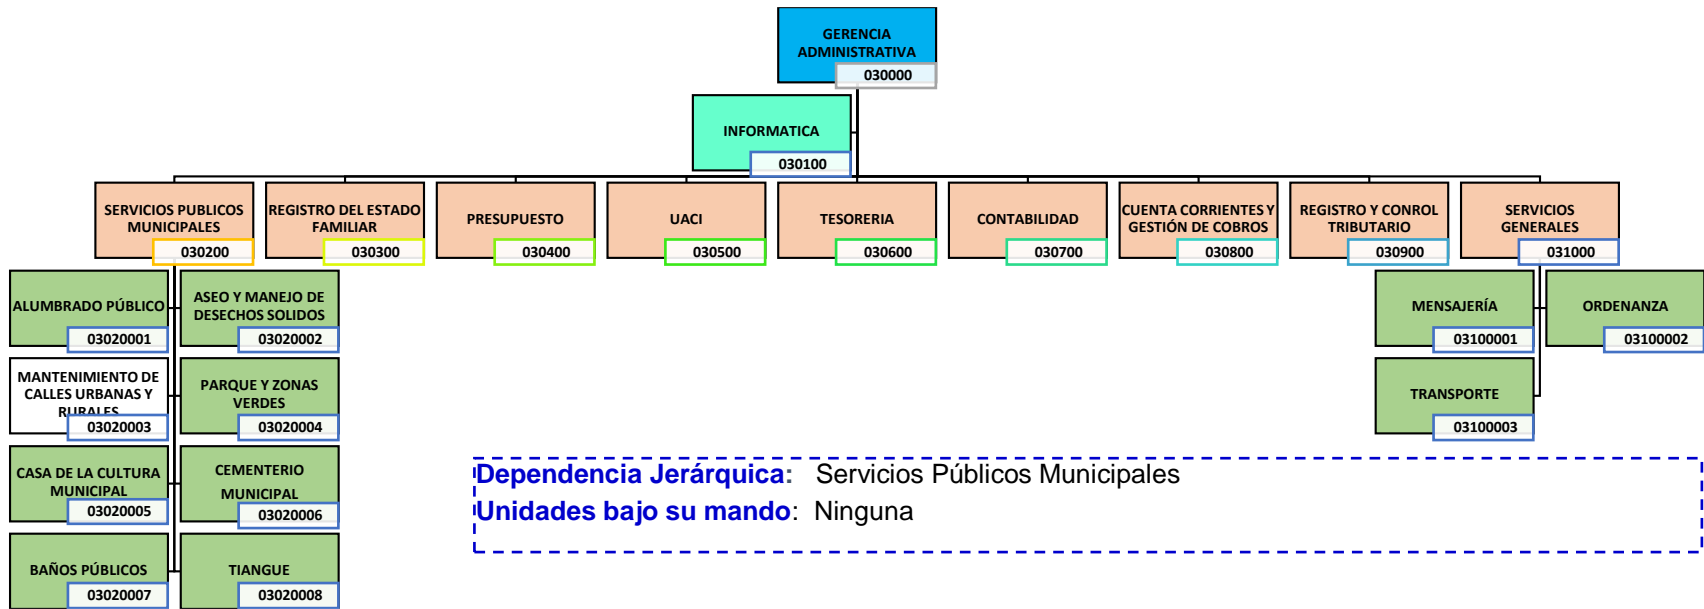 GERENCIA
ADMINISTRATIVA
030000
INFORMATICA
030100
SERVICIOS PUBLICOS
MUNICIPALES
030200
REGISTRO DEL ESTADO
FAMILIAR
030300
PRESUPUESTO
030400
UACI
030500
TESORERIA
030600
CONTABILIDAD
030700
CUENTA CORRIENTES Y
GESTIÓN DE COBROS
030800
REGISTRO Y CONROL
TRIBUTARIO
030900
SERVICIOS
GENERALES
031000
ALUMBRADO PÚBLICO
03020001
ASEO Y MANEJO DE
DESECHOS SOLIDOS
03020002
MANTENIMIENTO DE
CALLES URBANAS Y
RURALES
03020003
PARQUE Y ZONAS
VERDES
03020004
CASA DE LA CULTURA
MUNICIPAL
03020005
CEMENTERIO
MUNICIPAL
03020006
BAÑOS PÚBLICOS
03020007
TIANGUE
03020008
MENSAJERÍA
03100001
ORDENANZA
03100002
TRANSPORTE
03100003
Dependencia Jerárquica: Servicios Públicos Municipales
Unidades bajo su mando: Ninguna